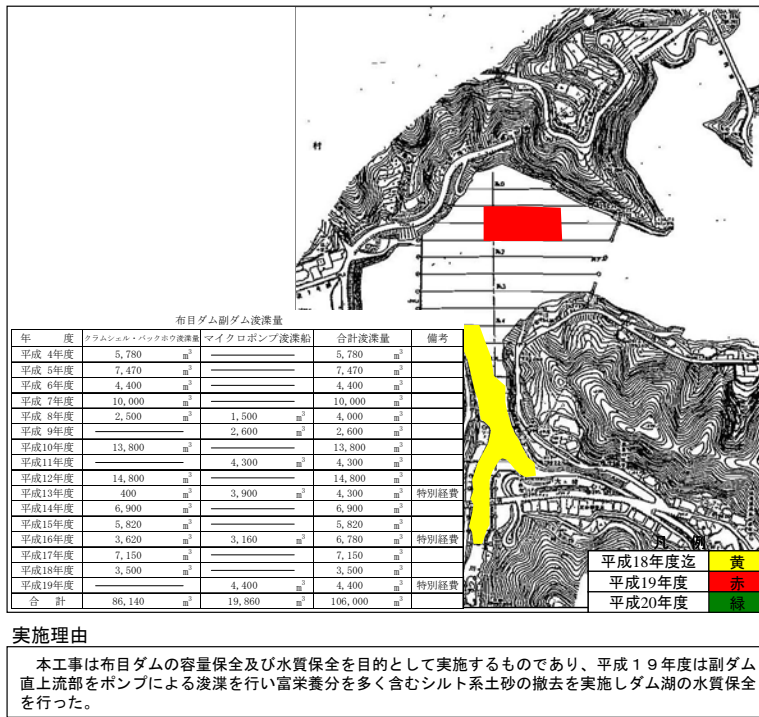 村
布目ダム副ダム浚渫量
年　　度 クラムシェル・バックホウ浚渫量 マイクロポンプ浚渫船 合計浚渫量 備考
平成 4年度 5,780 m³ ――― 5,780 m³
平成 5年度 7,470 m³ ――― 7,470 m³
平成 6年度 4,400 m³ ――― 4,400 m³
平成 7年度 10,000 m³ ――― 10,000 m³
平成 8年度 2,500 m³ 1,500 m³ 4,000 m³
平成 9年度 ――― 2,600 m³ 2,600 m³
平成10年度 13,800 m³ ――― 13,800 m³
平成11年度 ――― 4,300 m³ 4,300 m³
平成12年度 14,800 m³ ――― 14,800 m³
平成13年度 400 m³ 3,900 m³ 4,300 m³ 特別経費
平成14年度 6,900 m³ ――― 6,900 m³
平成15年度 5,820 m³ ――― 5,820 m³
平成16年度 3,620 m³ 3,160 m³ 6,780 m³ 特別経費
平成17年度 7,150 m³ ――― 7,150 m³
平成18年度 3,500 m³ ――― 3,500 m³
平成19年度 ――― 4,400 m³ 4,400 m³ 特別経費
合　計 86,140 m³ 19,860 m³ 106,000 m³
凡　例
平成18年度迄 黄
平成19年度 赤
平成20年度 緑
実施理由
本工事は布目ダムの容量保全及び水質保全を目的として実施するものであり、平成１９年度は副ダム
直上流部をポンプによる浚渫を行い富栄養分を多く含むシルト系土砂の撤去を実施しダム湖の水質保全
を行った。